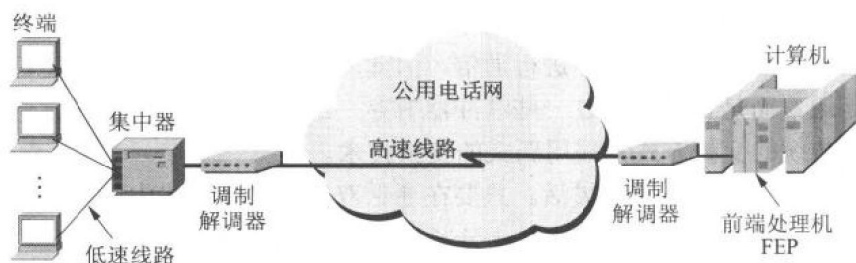 终端
集中器
⋮
低速线路
调制
解调器
公用电话网
高速线路
调制
解调器
计算机
前端处理机
FEP